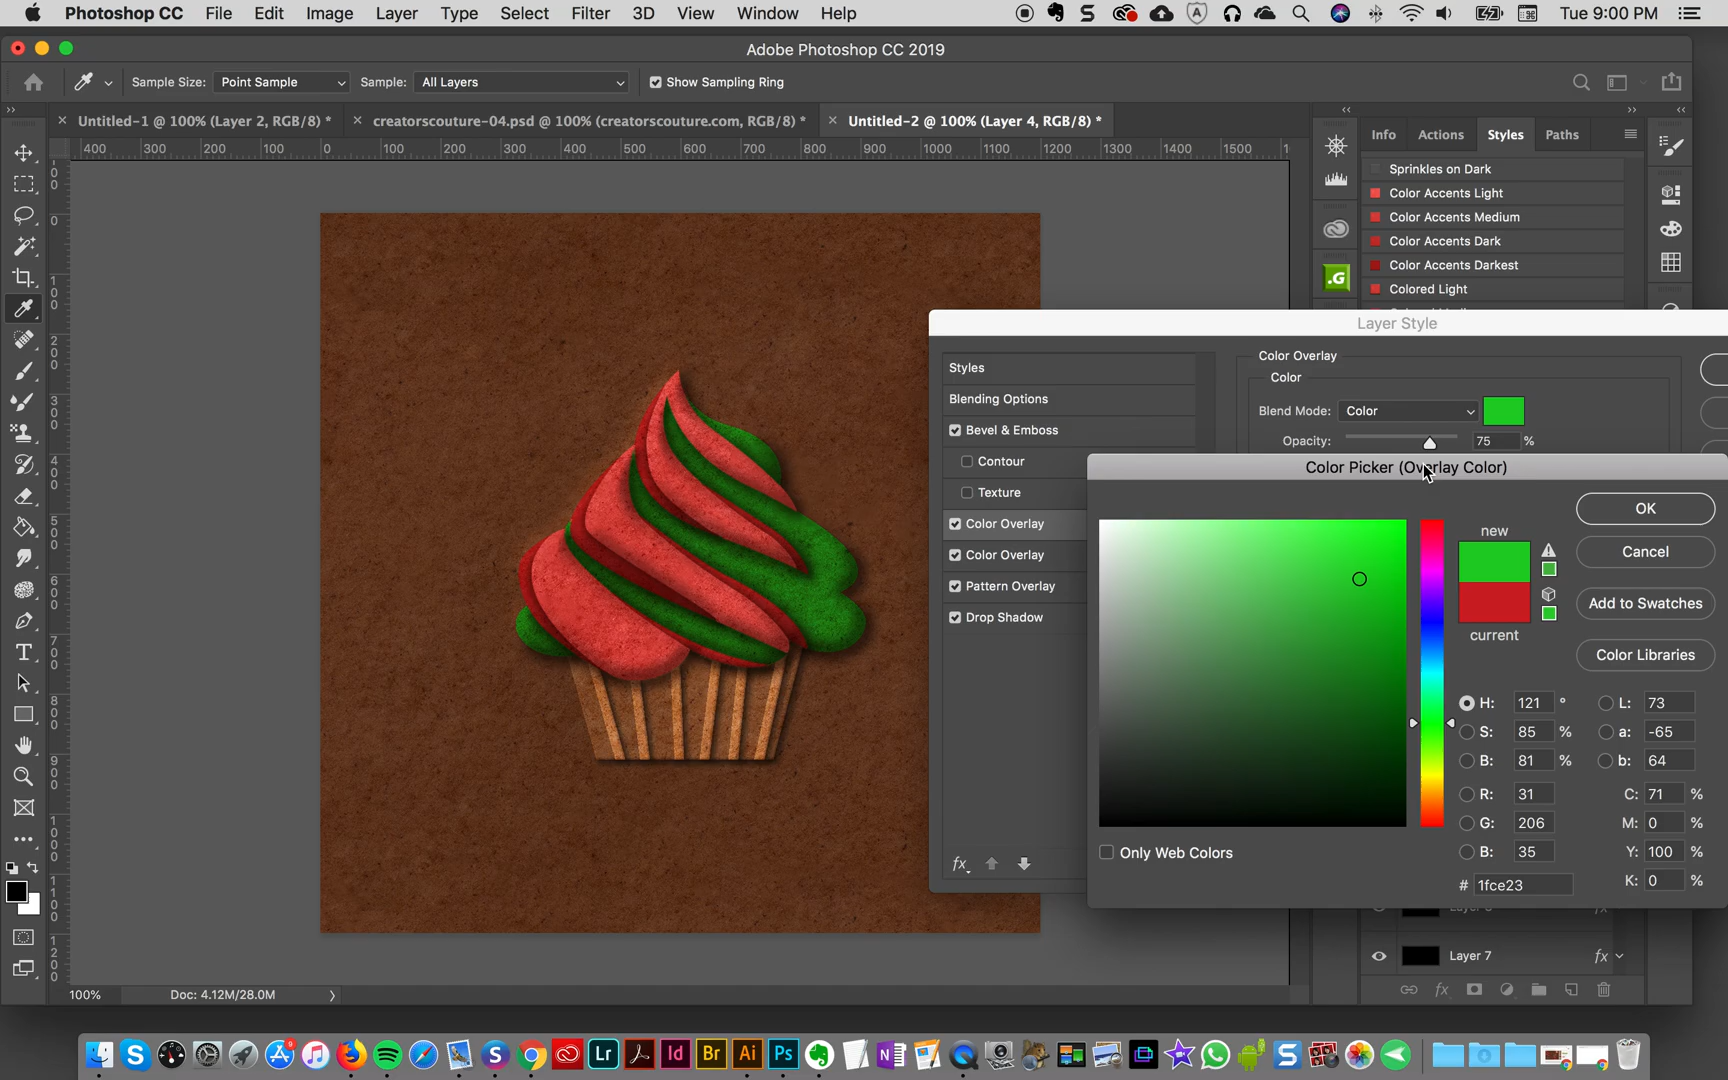 Photoshop CC File Edit Image Layer Type Select Filter 3D View Window Help Tue 9:00 PM
Adobe Photoshop CC 2019
Sample Size: Point Sample Sample: All Layers Show Sampling Ring
Untitled-1 @ 100% (Layer 2, RGB/8) * creatorscouture-04.psd @ 100% (creatorscouture.com, RGB/8) * Untitled-2 @ 100% (Layer 4, RGB/8) *
400 300 200 100 0 100 200 300 400 500 600 700 800 900 1000 1100 1200 1300 1400 1500
Info Actions Styles Paths
Sprinkles on Dark
Color Accents Light
Color Accents Medium
Color Accents Dark
Color Accents Darkest
Colored Light
Layer Style
Styles
Blending Options
Bevel & Emboss
Contour
Texture
Color Overlay
Color Overlay
Pattern Overlay
Drop Shadow
fx
Color Overlay
Color
Blend Mode: Color
Opacity: 75 %
Color Picker (Overlay Color)
new
current
OK
Cancel
Add to Swatches
Color Libraries
H: 121 ° L: 73
S: 85 % a: -65
B: 81 % b: 64
R: 31 C: 71 %
G: 206 M: 0 %
B: 35 Y: 100 %
# 1fce23 K: 0 %
Only Web Colors
Layer 7 fx
fx
100% Doc: 4.12M/28.0M
Lr Id Br Ai Ps